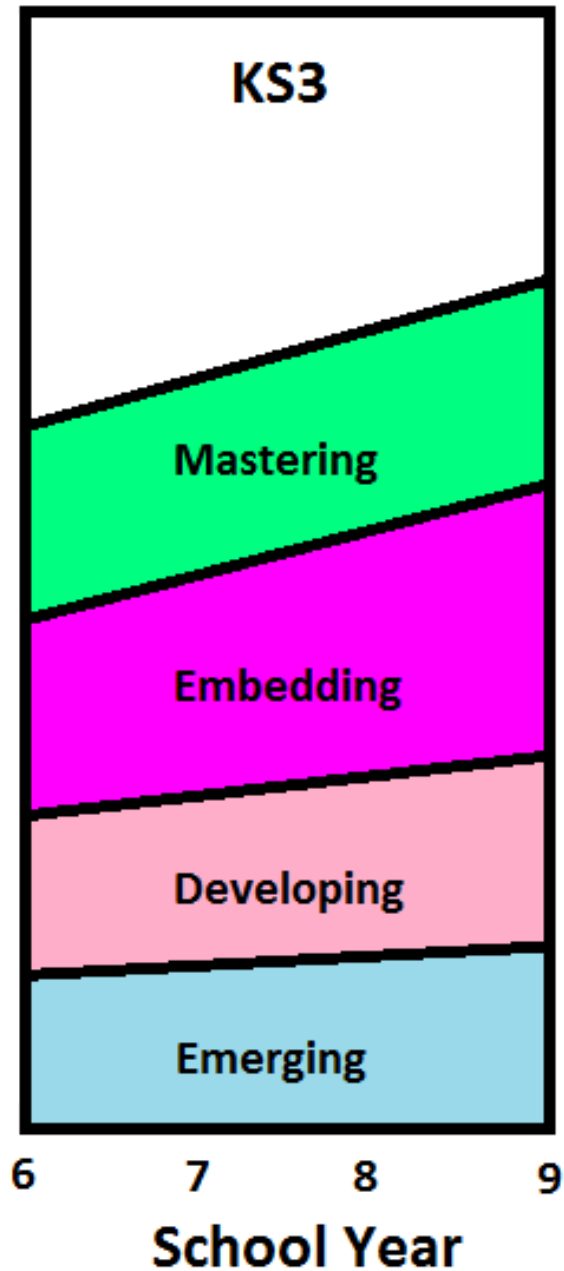 KS3
Mastering
Embedding
Developing
Emerging
6 7 8 9
School Year